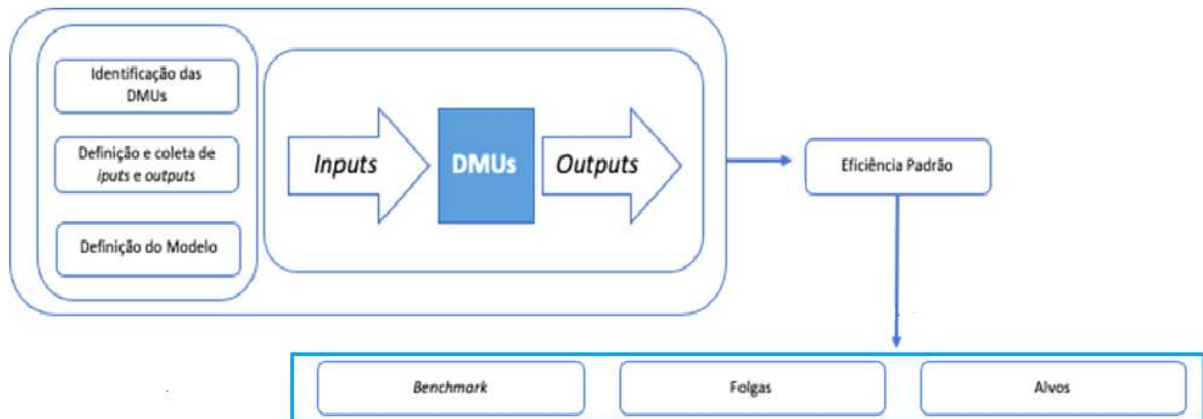 Identificação das
DMUs
Definição e coleta de
iputs e outputs
Definição do Modelo
Inputs
DMUs
Outputs
Eficiência Padrão
Benchmark
Folgas
Alvos